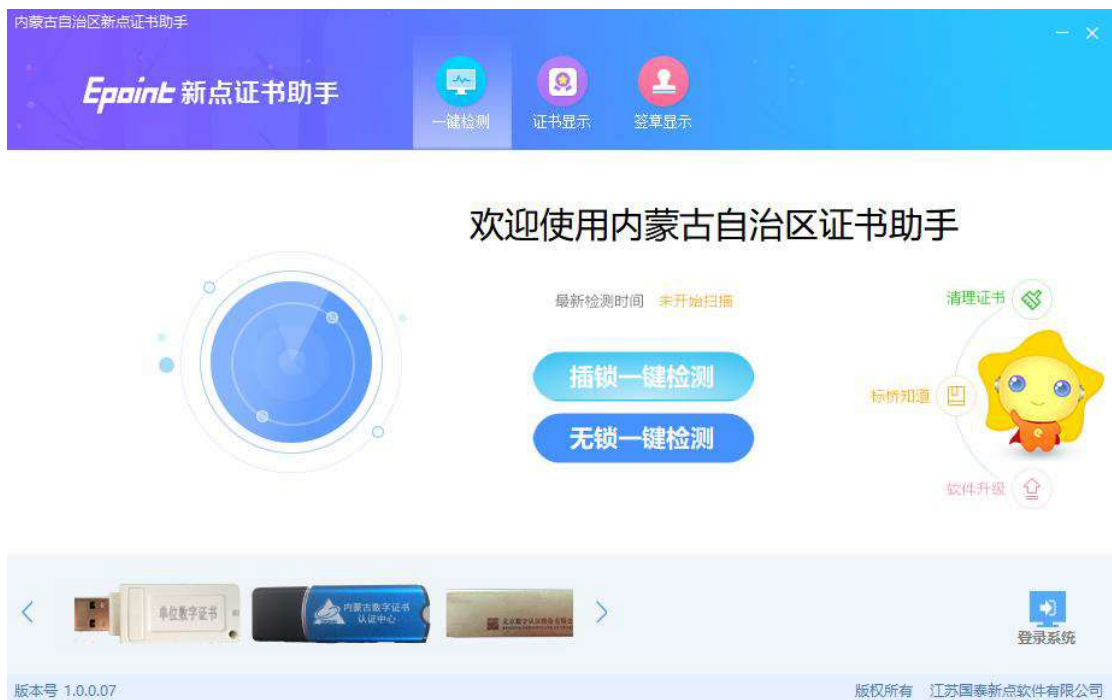 内蒙古自治区新点证书助手
Epoint 新点证书助手
一键检测
证书显示
签章显示
欢迎使用内蒙古自治区证书助手
最新检测时间 未开始扫描
清理证书
插锁一键检测
标桥知道
无锁一键检测
软件升级
单位数字证书
内蒙古数字证书
认证中心
登录系统
版本号 1.0.0.07
版权所有 江苏国泰新点软件有限公司